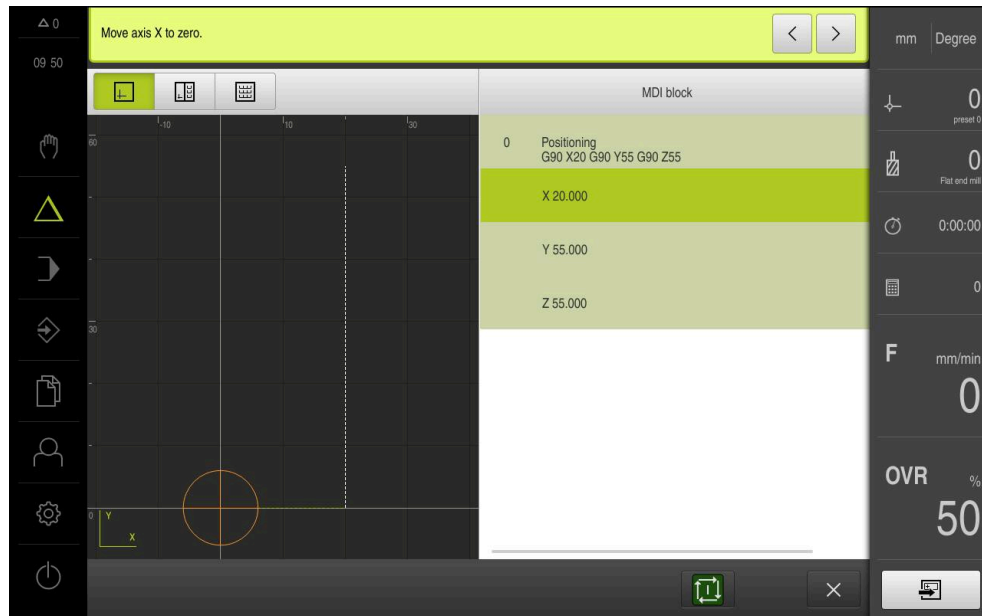 0
09 50
Move axis X to zero.
MDI block
-10
10
30
60
30
0
Y
X
0 Positioning
G90 X20 G90 Y55 G90 Z55
X 20.000
Y 55.000
Z 55.000
mm Degree
0
preset 0
0
Flat end mill
0:00:00
0
F mm/min
0
OVR %
50